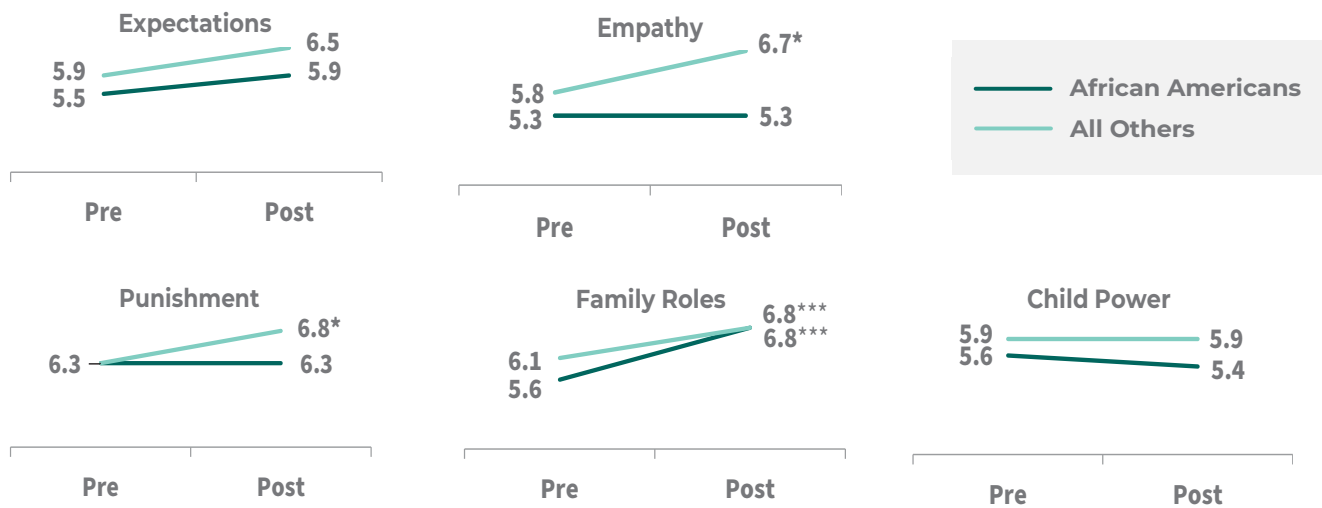 Expectations
5.9
5.5
6.5
5.9
Pre
Post
Empathy
5.8
5.3
6.7*
5.3
Pre
Post
African Americans
All Others
Punishment
6.3
6.8*
6.3
Pre
Post
Family Roles
6.1
5.6
6.8***
6.8***
Pre
Post
Child Power
5.9
5.6
5.9
5.4
Pre
Post